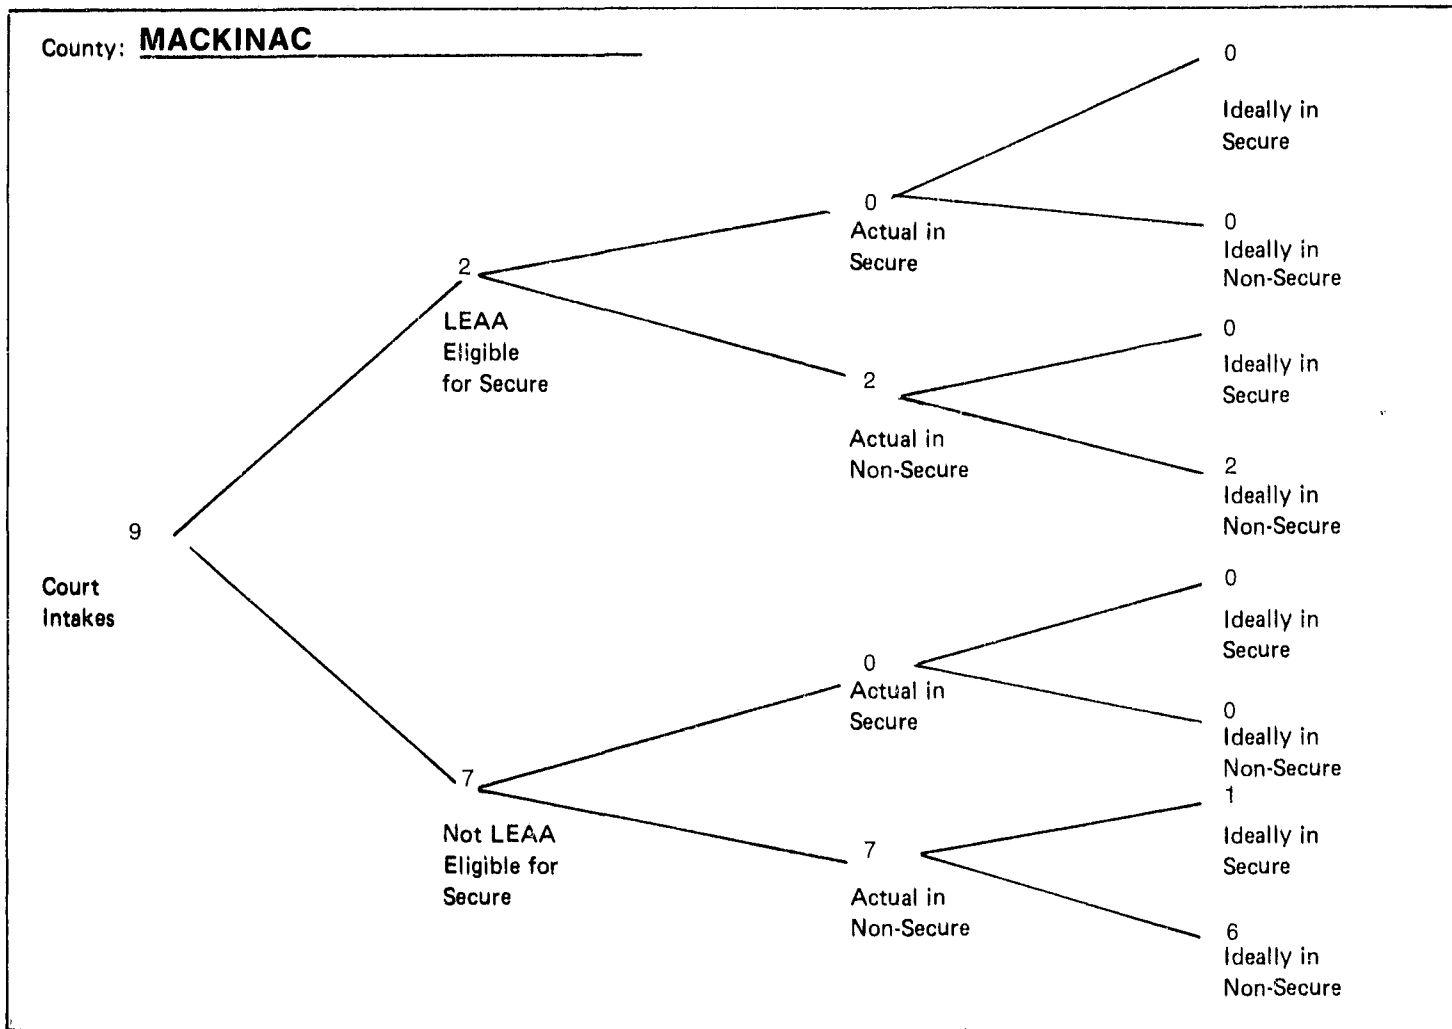 County: MACKINAC
0
Ideally in
Secure
0
Actual in
Secure
0
Ideally in
Non-Secure
2
LEAA
Eligible
for Secure
0
Ideally in
Secure
2
Actual in
Non-Secure
2
Ideally in
Non-Secure
9
Court
Intakes
0
Ideally in
Secure
0
Actual in
Secure
0
Ideally in
Non-Secure
7
Not LEAA
Eligible for
Secure
1
Ideally in
Secure
7
Actual in
Non-Secure
6
Ideally in
Non-Secure